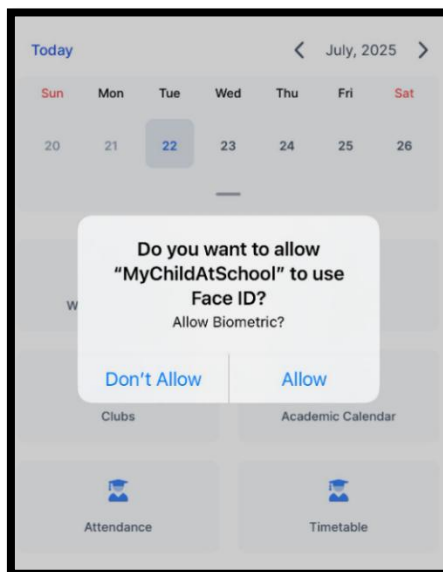 Today < July, 2025 >
Sun Mon Tue Wed Thu Fri Sat
20 21 22 23 24 25 26
Do you want to allow
“MyChildAtSchool” to use
Face ID?
Allow Biometric?
W
Don’t Allow Allow
Clubs Academic Calendar
Attendance Timetable